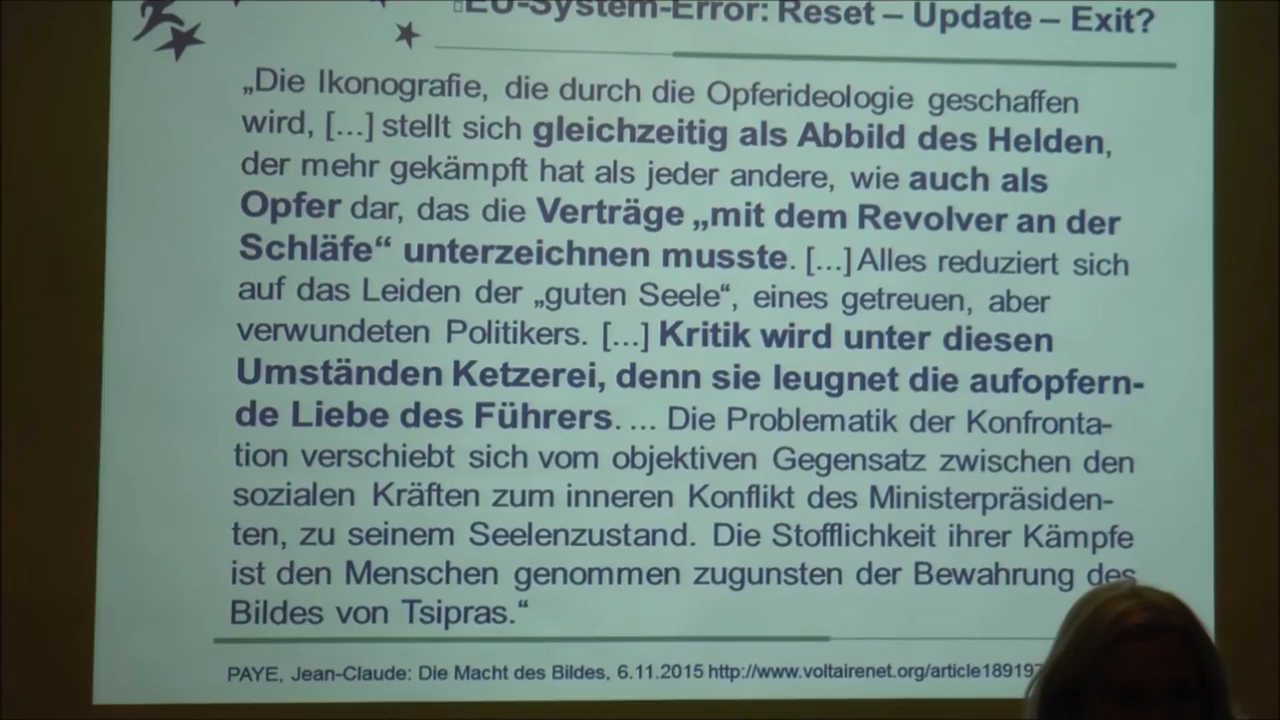 EU-System-Error: Reset – Update – Exit?
„Die Ikonografie, die durch die Opferideologie geschaffen
wird, [...] stellt sich gleichzeitig als Abbild des Helden,
der mehr gekämpft hat als jeder andere, wie auch als
Opfer dar, das die Verträge „mit dem Revolver an der
Schläfe“ unterzeichnen musste. [...] Alles reduziert sich
auf das Leiden der „guten Seele“, eines getreuen, aber
verwundeten Politikers. [...] Kritik wird unter diesen
Umständen Ketzerei, denn sie leugnet die aufopfern-
de Liebe des Führers. ... Die Problematik der Konfronta-
tion verschiebt sich vom objektiven Gegensatz zwischen den
sozialen Kräften zum inneren Konflikt des Ministerpräsiden-
ten, zu seinem Seelenzustand. Die Stofflichkeit ihrer Kämpfe
ist den Menschen genommen zugunsten der Bewahrung des
Bildes von Tsipras.“
PAYE, Jean-Claude: Die Macht des Bildes, 6.11.2015 http://www.voltairenet.org/article189197